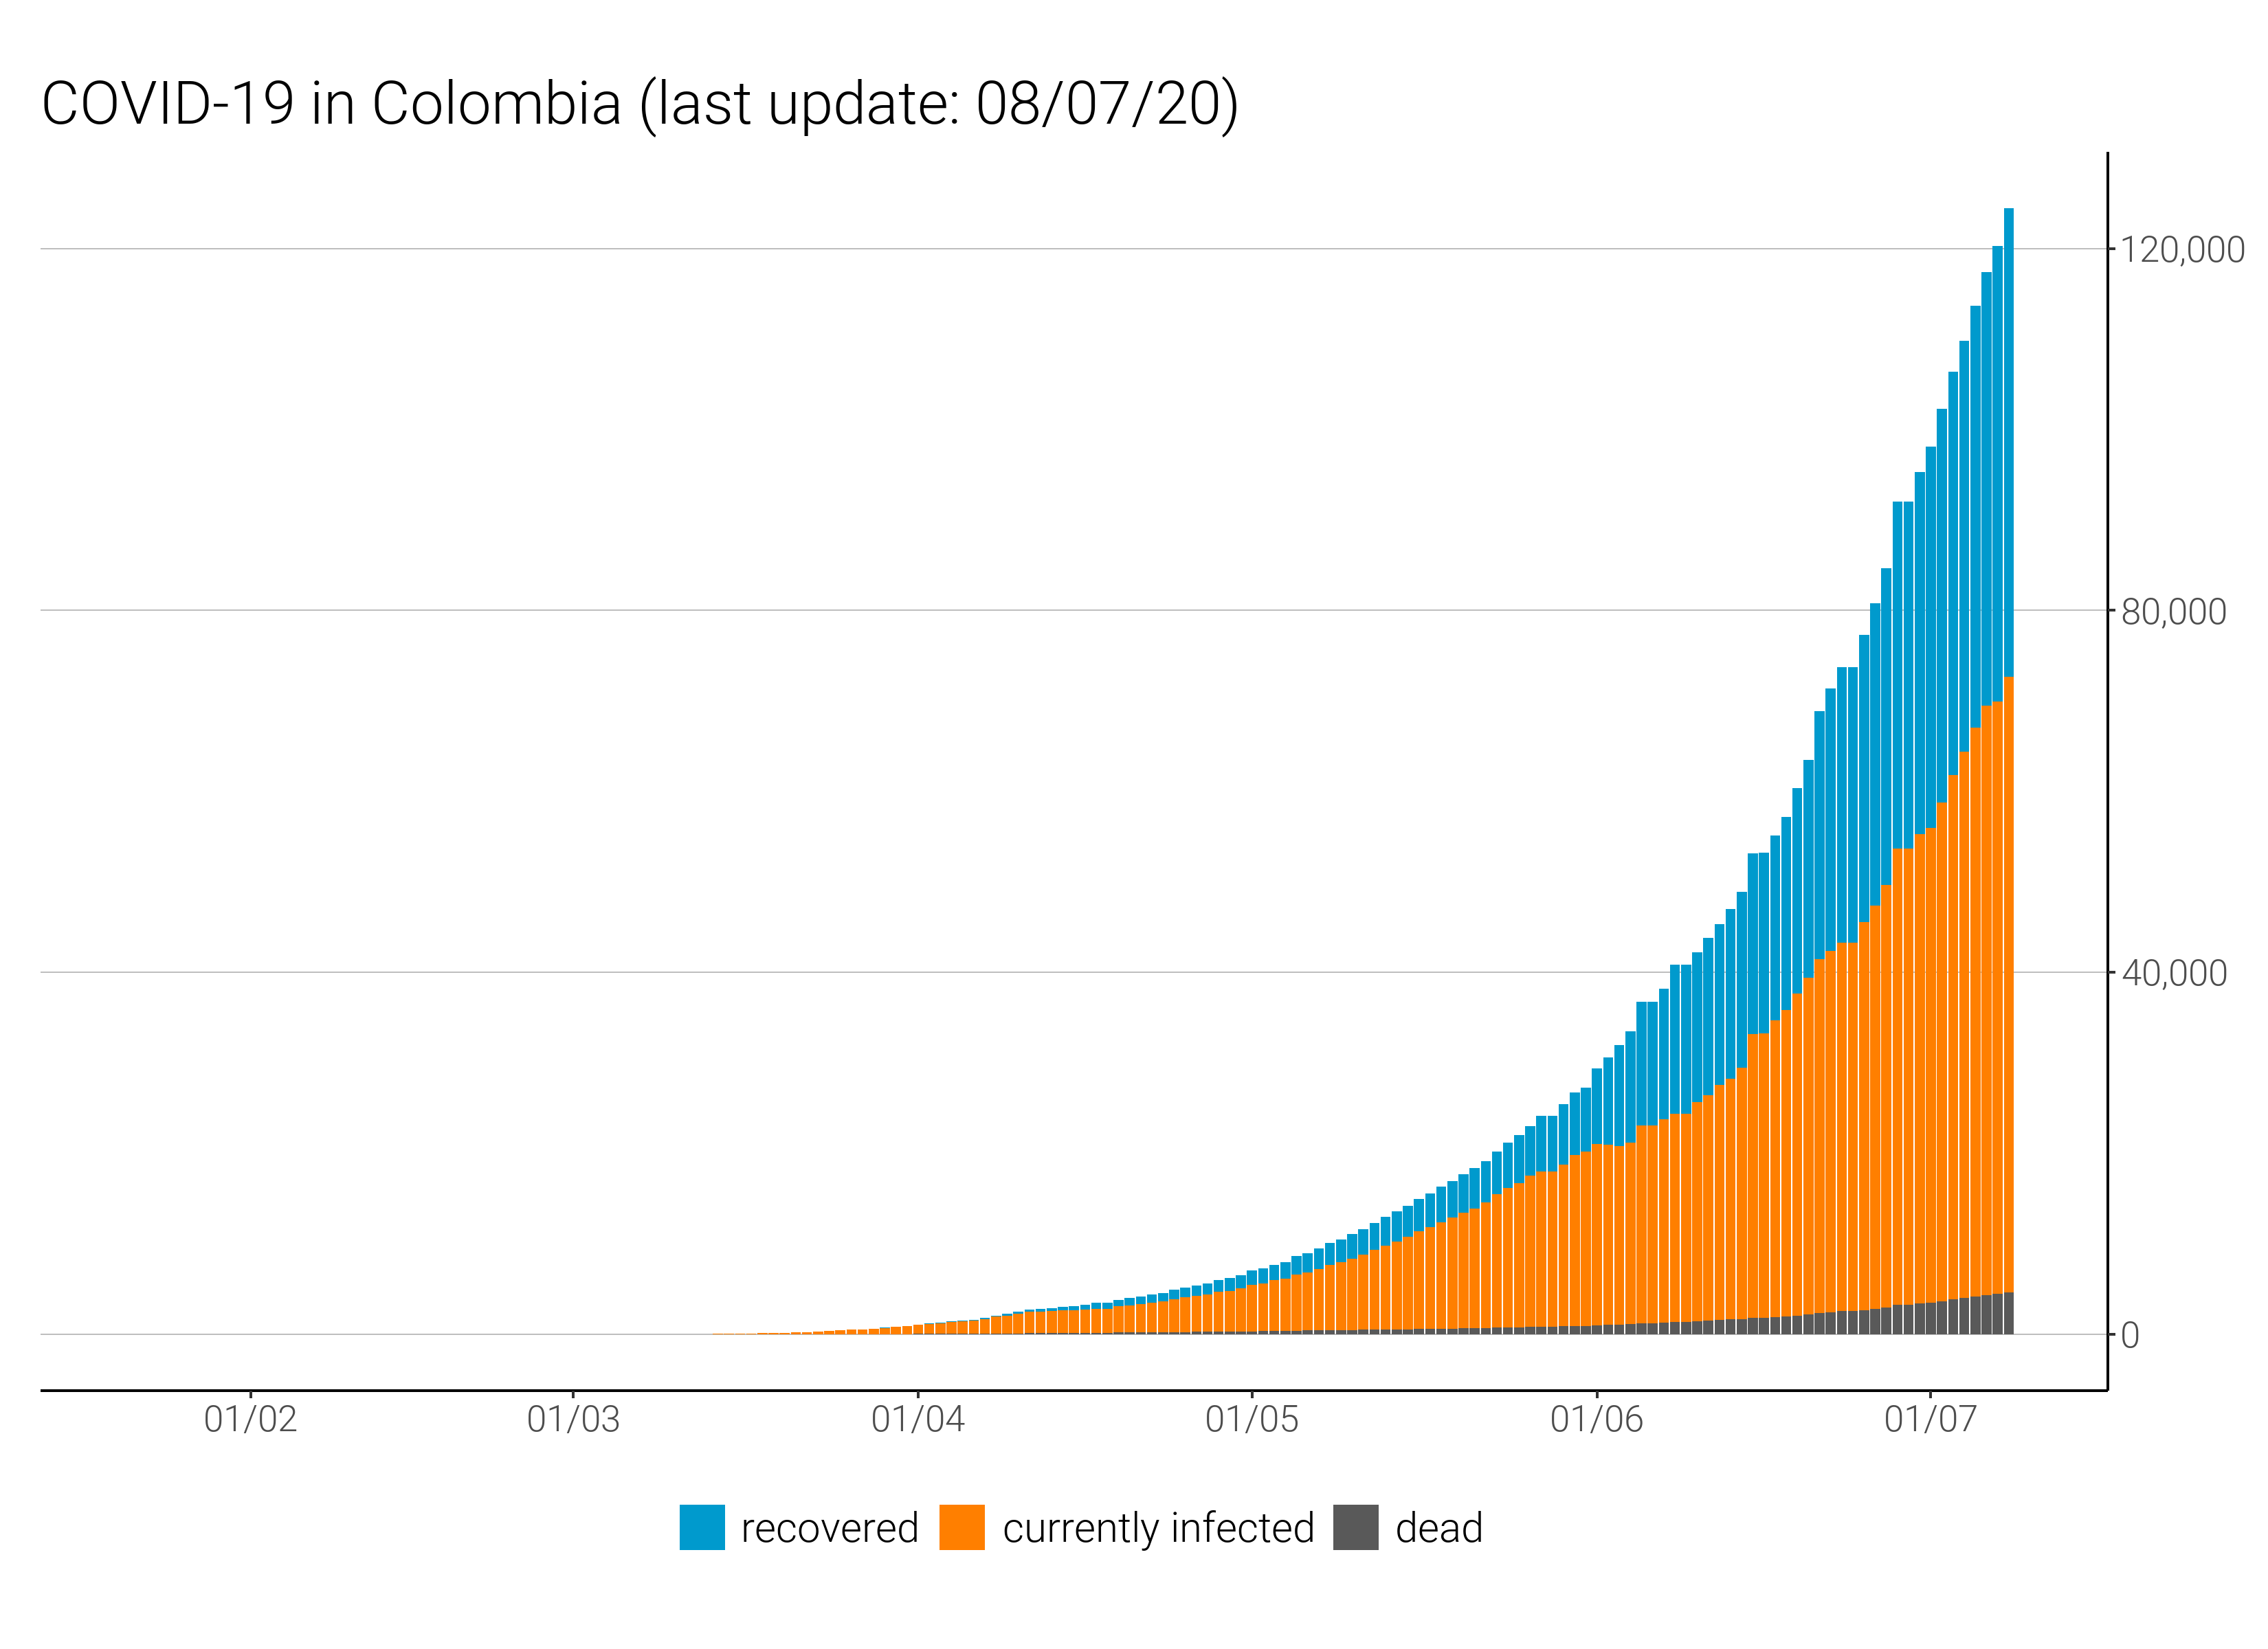 COVID-19 in Colombia (last update: 08/07/20)
120,000
80,000
40,000
0
01/02 01/03 01/04 01/05 01/06 01/07
recovered currently infected dead